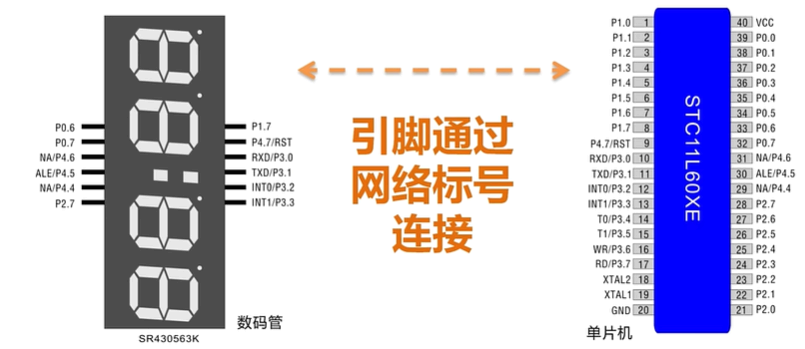 P0.6
P0.7
NA/P4.6
ALE/P4.5
NA/P4.4
P2.7
P1.7
P4.7/RST
RXD/P3.0
TXD/P3.1
INT0/P3.2
INT1/P3.3
SR430563K
数码管
引脚通过
网络标号
连接
P1.0 1
P1.1 2
P1.2 3
P1.3 4
P1.4 5
P1.5 6
P1.6 7
P1.7 8
P4.7/RST 9
RXD/P3.0 10
TXD/P3.1 11
INT0/P3.2 12
INT1/P3.3 13
T0/P3.4 14
T1/P3.5 15
WR/P3.6 16
RD/P3.7 17
XTAL2 18
XTAL1 19
GND 20
STC11L60XE
40 VCC
39 P0.0
38 P0.1
37 P0.2
36 P0.3
35 P0.4
34 P0.5
33 P0.6
32 P0.7
31 NA/P4.6
30 ALE/P4.5
29 NA/P4.4
28 P2.7
27 P2.6
26 P2.5
25 P2.4
24 P2.3
23 P2.2
22 P2.1
21 P2.0
单片机